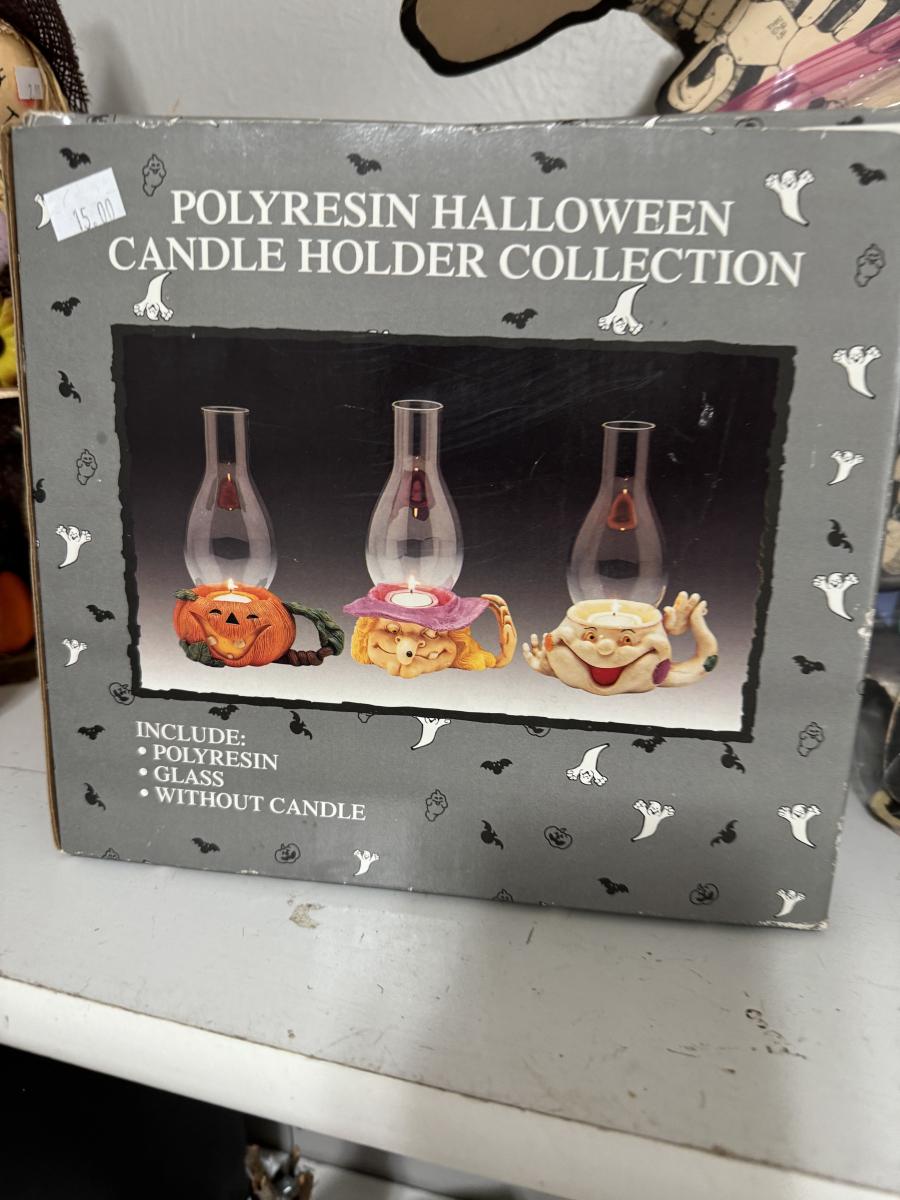 15.00
POLYRESIN HALLOWEEN
CANDLE HOLDER COLLECTION
INCLUDE:
• POLYRESIN
• GLASS
• WITHOUT CANDLE